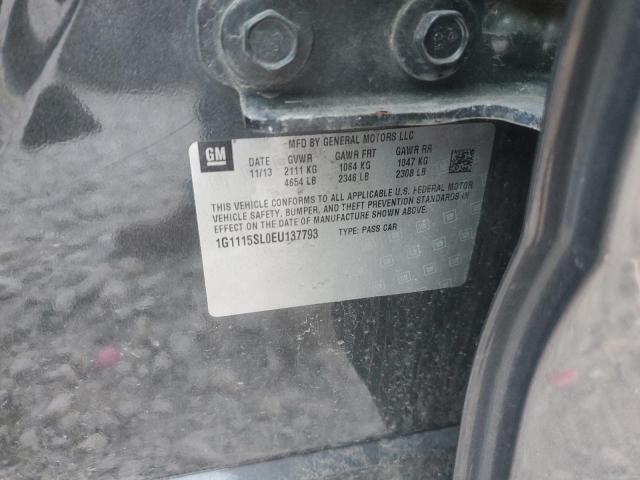 MFD BY GENERAL MOTORS LLC
GM
DATE GVWR GAWR FRT GAWR RR
11/13 2111 KG 1064 KG 1047 KG
4654 LB 2346 LB 2308 LB
THIS VEHICLE CONFORMS TO ALL APPLICABLE U.S. FEDERAL MOTOR
VEHICLE SAFETY, BUMPER, AND THEFT PREVENTION STANDARDS IN
EFFECT ON THE DATE OF MANUFACTURE SHOWN ABOVE.
1G1115SL0EU137793 TYPE: PASS CAR